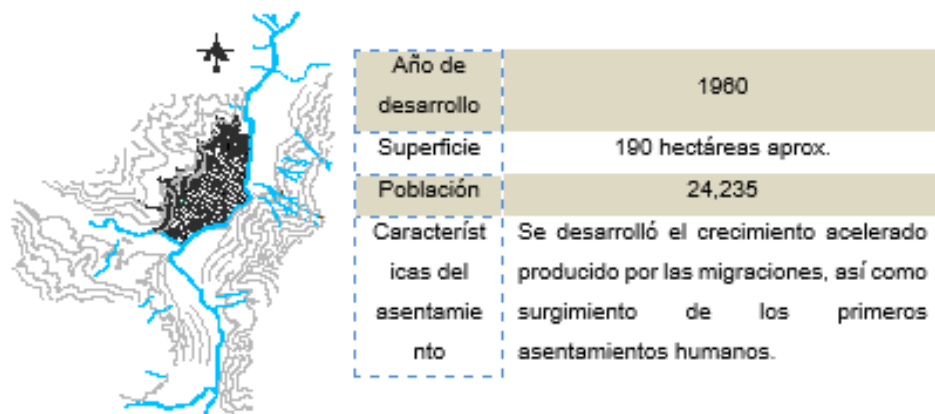 Año de
desarrollo
1960
Superficie
190 hectáreas aprox.
Población
24,235
Característ
icas del
asentamie
nto
Se desarrolló el crecimiento acelerado
producido por las migraciones, así como
surgimiento de los primeros
asentamientos humanos.